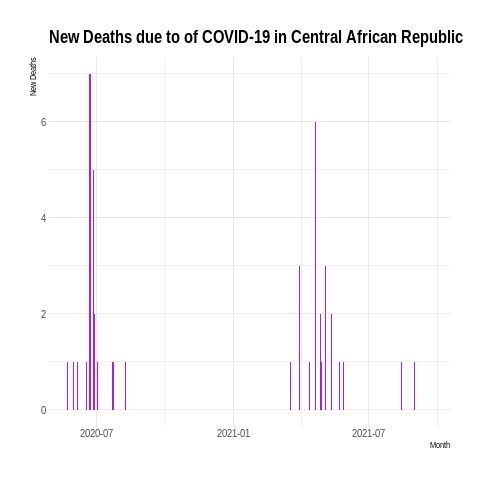 New Deaths due to of COVID-19 in Central African Republic
New Deaths
6
4
2
0
2020-07
2021-01
2021-07
Month